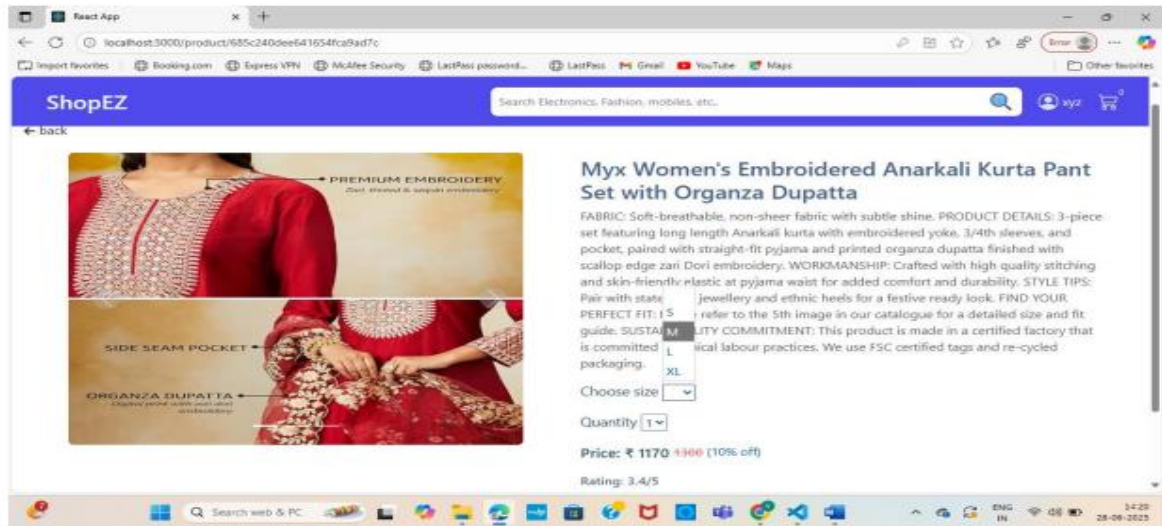 React App
localhost:3000/product/685c240dee641654fca9ad7c
Error
Import favorites Booking.com Express VPN McAfee Security LastPass password... LastPass Gmail YouTube Maps Other favorites
ShopEZ
Search Electronics, Fashion, mobiles, etc.,
xyz
0
← back
PREMIUM EMBROIDERY
Zari, thread & sequin embroidery
SIDE SEAM POCKET
ORGANZA DUPATTA
embroidery
Myx Women's Embroidered Anarkali Kurta Pant
Set with Organza Dupatta
FABRIC: Soft-breathable, non-sheer fabric with subtle shine. PRODUCT DETAILS: 3-piece
set featuring long length Anarkali kurta with embroidered yoke, 3/4th sleeves, and
pocket, paired with straight-fit pyjama and printed organza dupatta finished with
scallop edge zari Dori embroidery. WORKMANSHIP: Crafted with high quality stitching
and skin-friendly elastic at pyjama waist for added comfort and durability. STYLE TIPS:
Pair with state jewellery and ethnic heels for a festive ready look. FIND YOUR
PERFECT FIT: refer to the 5th image in our catalogue for a detailed size and fit
guide. SUSTA LITY COMMITMENT: This product is made in a certified factory that
is committed ical labour practices. We use FSC certified tags and re-cycled
packaging.
S
M
L
XL
Choose size
Quantity 1
Price: ₹ 1170 1300 (10% off)
Rating: 3.4/5
Search web & PC
ENG
IN
14:20
28-06-2025